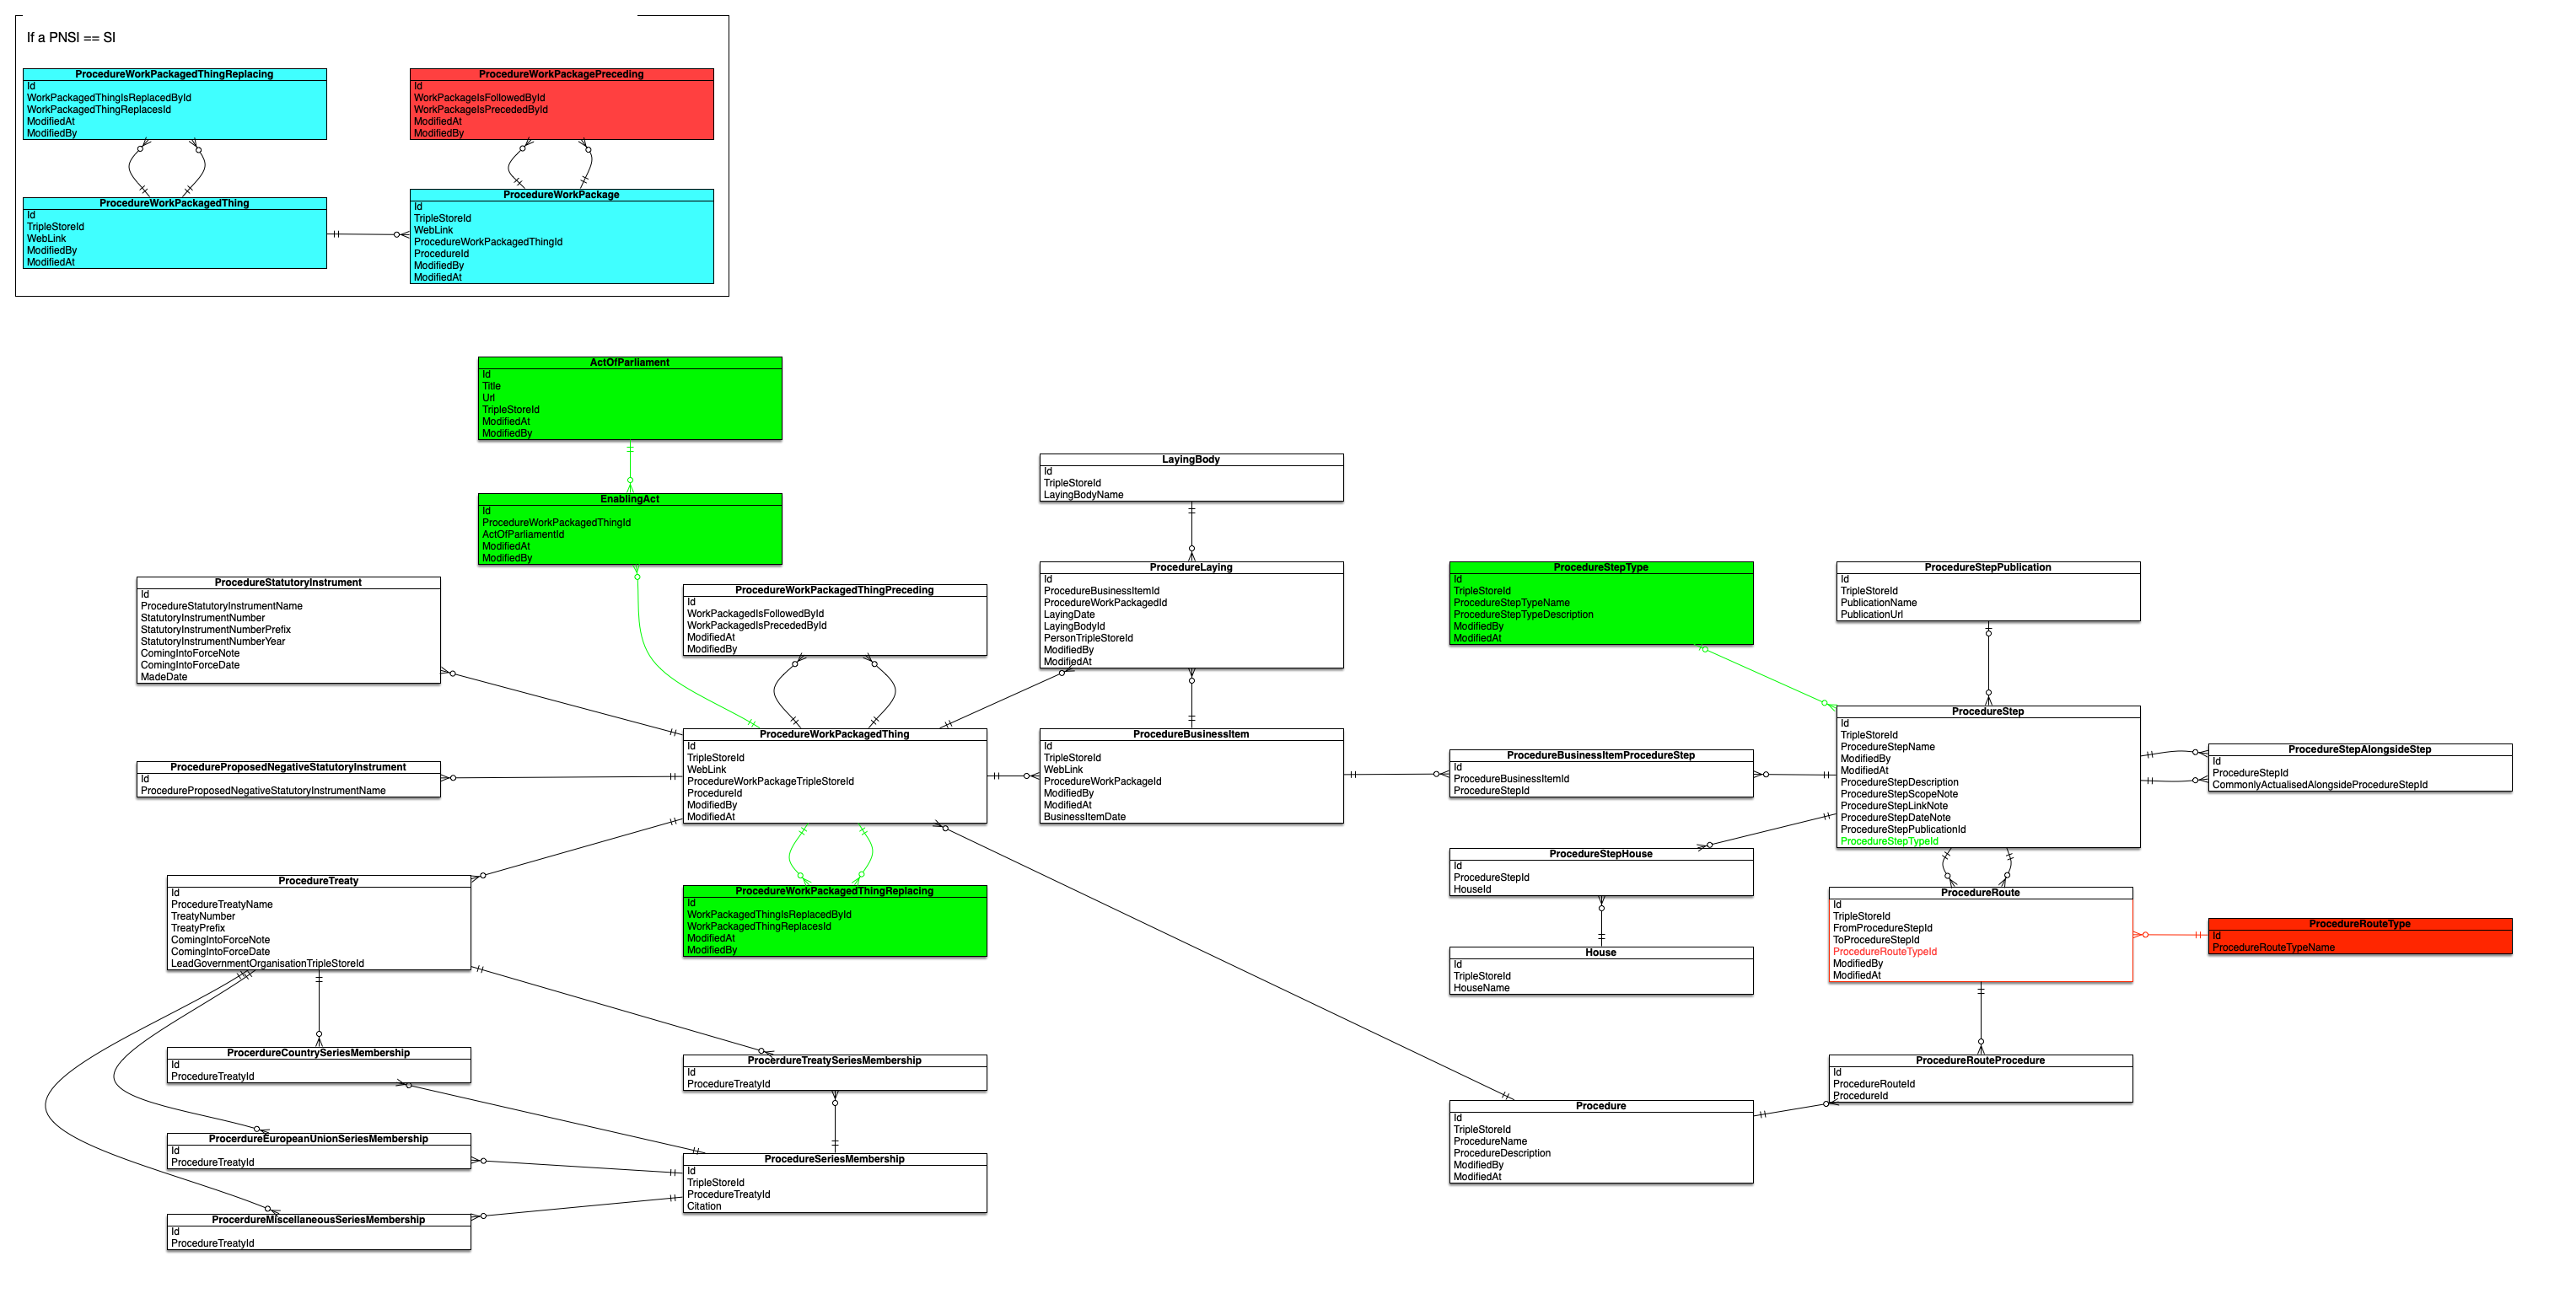 If a PNSI == SI
ProcedureWorkPackagedThingReplacing
Id
WorkPackagedThingIsReplacedById
WorkPackagedThingReplacesId
ModifiedAt
ModifiedBy
ProcedureWorkPackagePreceding
Id
WorkPackageIsFollowedById
WorkPackageIsPrecededById
ModifiedAt
ModifiedBy
ProcedureWorkPackagedThing
Id
TripleStoreId
WebLink
ModifiedBy
ModifiedAt
ProcedureWorkPackage
Id
TripleStoreId
WebLink
ProcedureWorkPackagedThingId
ProcedureId
ModifiedBy
ModifiedAt
ActOfParliament
Id
Title
Url
TripleStoreId
ModifiedAt
ModifiedBy
EnablingAct
Id
ProcedureWorkPackagedThingId
ActOfParliamentId
ModifiedAt
ModifiedBy
LayingBody
Id
TripleStoreId
LayingBodyName
ProcedureStatutoryInstrument
Id
ProcedureStatutoryInstrumentName
StatutoryInstrumentNumber
StatutoryInstrumentNumberPrefix
StatutoryInstrumentNumberYear
ComingIntoForceNote
ComingIntoForceDate
MadeDate
ProcedureWorkPackagedThingPreceding
Id
WorkPackagedIsFollowedById
WorkPackagedIsPrecededById
ModifiedAt
ModifiedBy
ProcedureLaying
Id
ProcedureBusinessItemId
ProcedureWorkPackagedId
LayingDate
LayingBodyId
PersonTripleStoreId
ModifiedBy
ModifiedAt
ProcedureStepType
Id
TripleStoreId
ProcedureStepTypeName
ProcedureStepTypeDescription
ModifiedBy
ModifiedAt
ProcedureStepPublication
Id
TripleStoreId
PublicationName
PublicationUrl
ProcedureProposedNegativeStatutoryInstrument
Id
ProcedureProposedNegativeStatutoryInstrumentName
ProcedureWorkPackagedThing
Id
TripleStoreId
WebLink
ProcedureWorkPackageTripleStoreId
ProcedureId
ModifiedBy
ModifiedAt
ProcedureBusinessItem
Id
TripleStoreId
WebLink
ProcedureWorkPackageId
ModifiedBy
ModifiedAt
BusinessItemDate
ProcedureBusinessItemProcedureStep
Id
ProcedureBusinessItemId
ProcedureStepId
ProcedureStep
Id
TripleStoreId
ProcedureStepName
ModifiedBy
ModifiedAt
ProcedureStepDescription
ProcedureStepScopeNote
ProcedureStepLinkNote
ProcedureStepDateNote
ProcedureStepPublicationId
ProcedureStepTypeId
ProcedureStepAlongsideStep
Id
ProcedureStepId
CommonlyActualisedAlongsideProcedureStepId
ProcedureStepHouse
Id
ProcedureStepId
HouseId
House
Id
TripleStoreId
HouseName
ProcedureTreaty
Id
ProcedureTreatyName
TreatyNumber
TreatyPrefix
ComingIntoForceNote
ComingIntoForceDate
LeadGovernmentOrganisationTripleStoreId
ProcedureWorkPackagedThingReplacing
Id
WorkPackagedThingIsReplacedById
WorkPackagedThingReplacesId
ModifiedAt
ModifiedBy
ProcedureRoute
Id
TripleStoreId
FromProcedureStepId
ToProcedureStepId
ProcedureRouteTypeId
ModifiedBy
ModifiedAt
ProcedureRouteType
Id
ProcedureRouteTypeName
ProcerdureCountrySeriesMembership
Id
ProcedureTreatyId
ProcerdureTreatySeriesMembership
Id
ProcedureTreatyId
ProcedureRouteProcedure
Id
ProcedureRouteId
ProcedureId
Procedure
Id
TripleStoreId
ProcedureName
ProcedureDescription
ModifiedBy
ModifiedAt
ProcerdureEuropeanUnionSeriesMembership
Id
ProcedureTreatyId
ProcedureSeriesMembership
Id
TripleStoreId
ProcedureTreatyId
Citation
ProcerdureMiscellaneousSeriesMembership
Id
ProcedureTreatyId